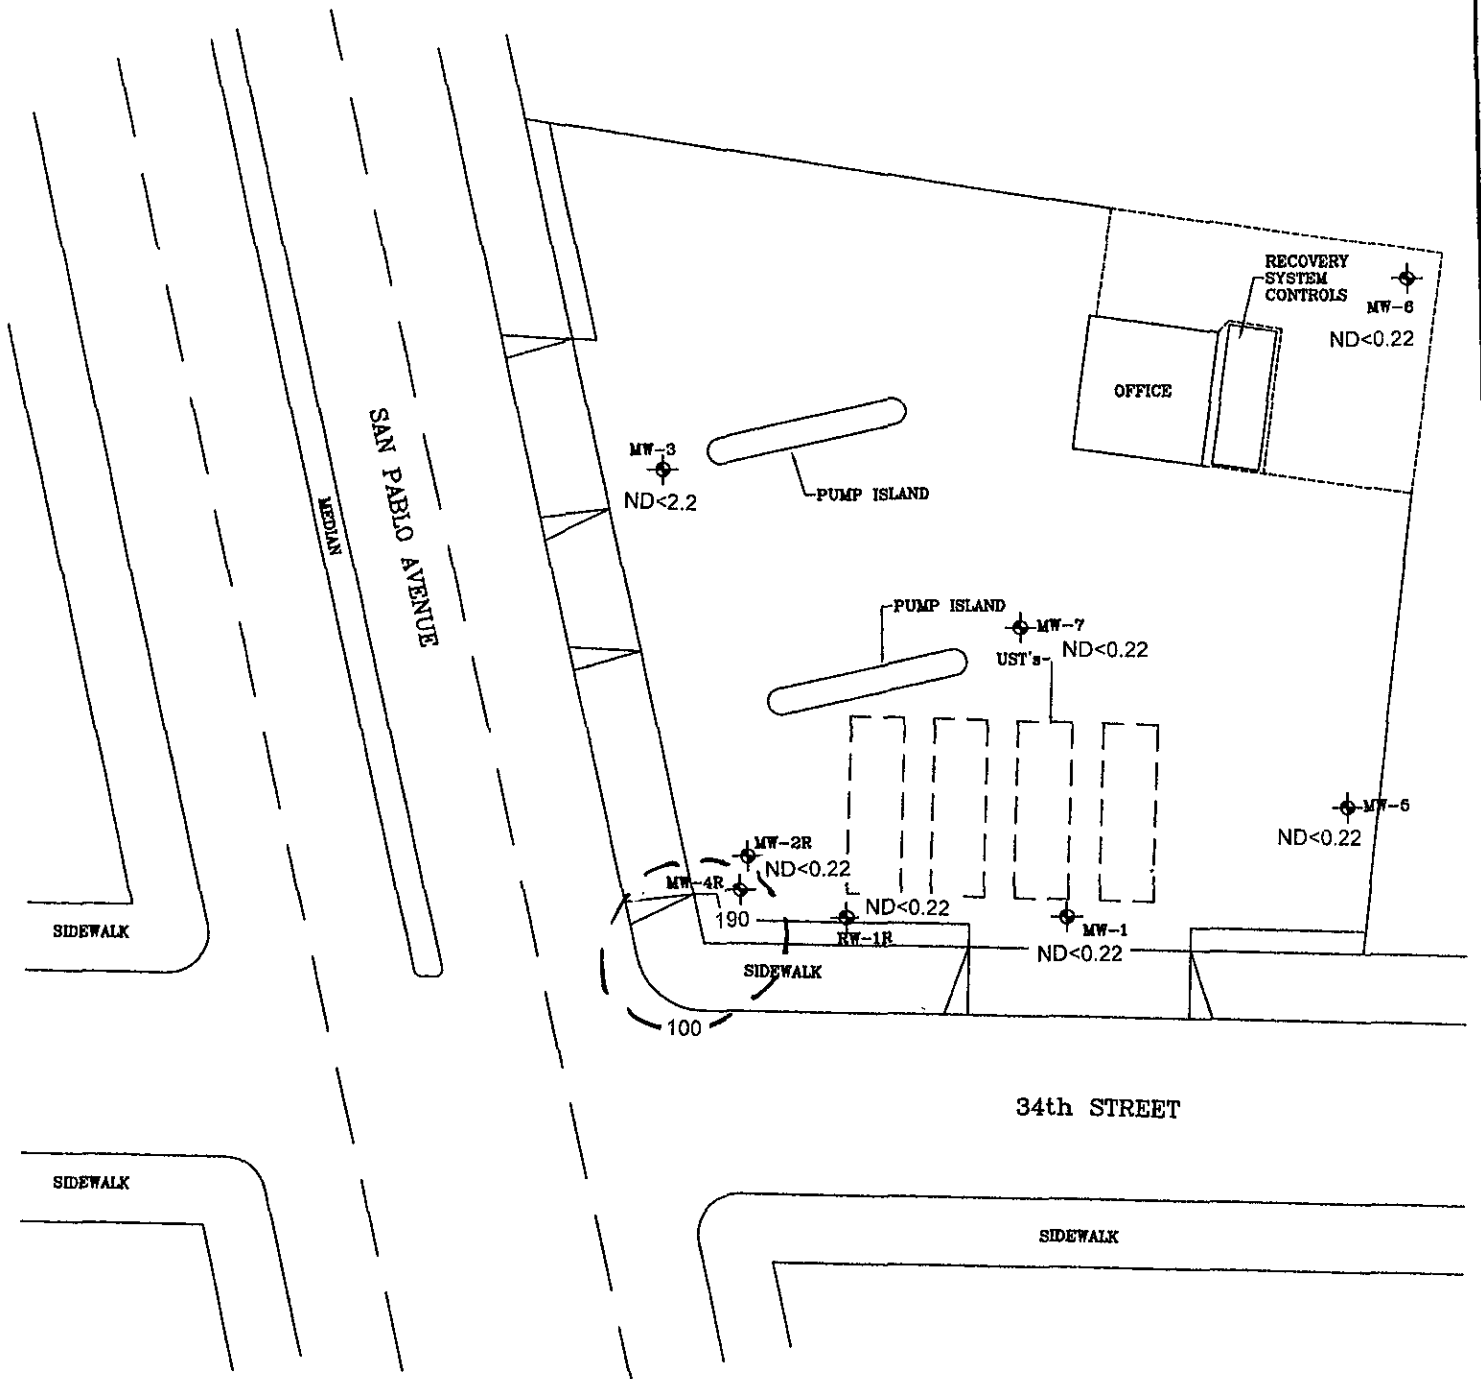 RECOVERY
SYSTEM
CONTROLS
MW-6
ND<0.22
OFFICE
SAN PABLO AVENUE
MEDIAN
MW-3
ND<2.2
PUMP ISLAND
PUMP ISLAND
MW-7
ND<0.22
UST's
MW-5
ND<0.22
MW-2R
ND<0.22
MW-4R
190
ND<0.22
RW-1R
MW-1
ND<0.22
SIDEWALK
SIDEWALK
100
34th STREET
SIDEWALK
SIDEWALK